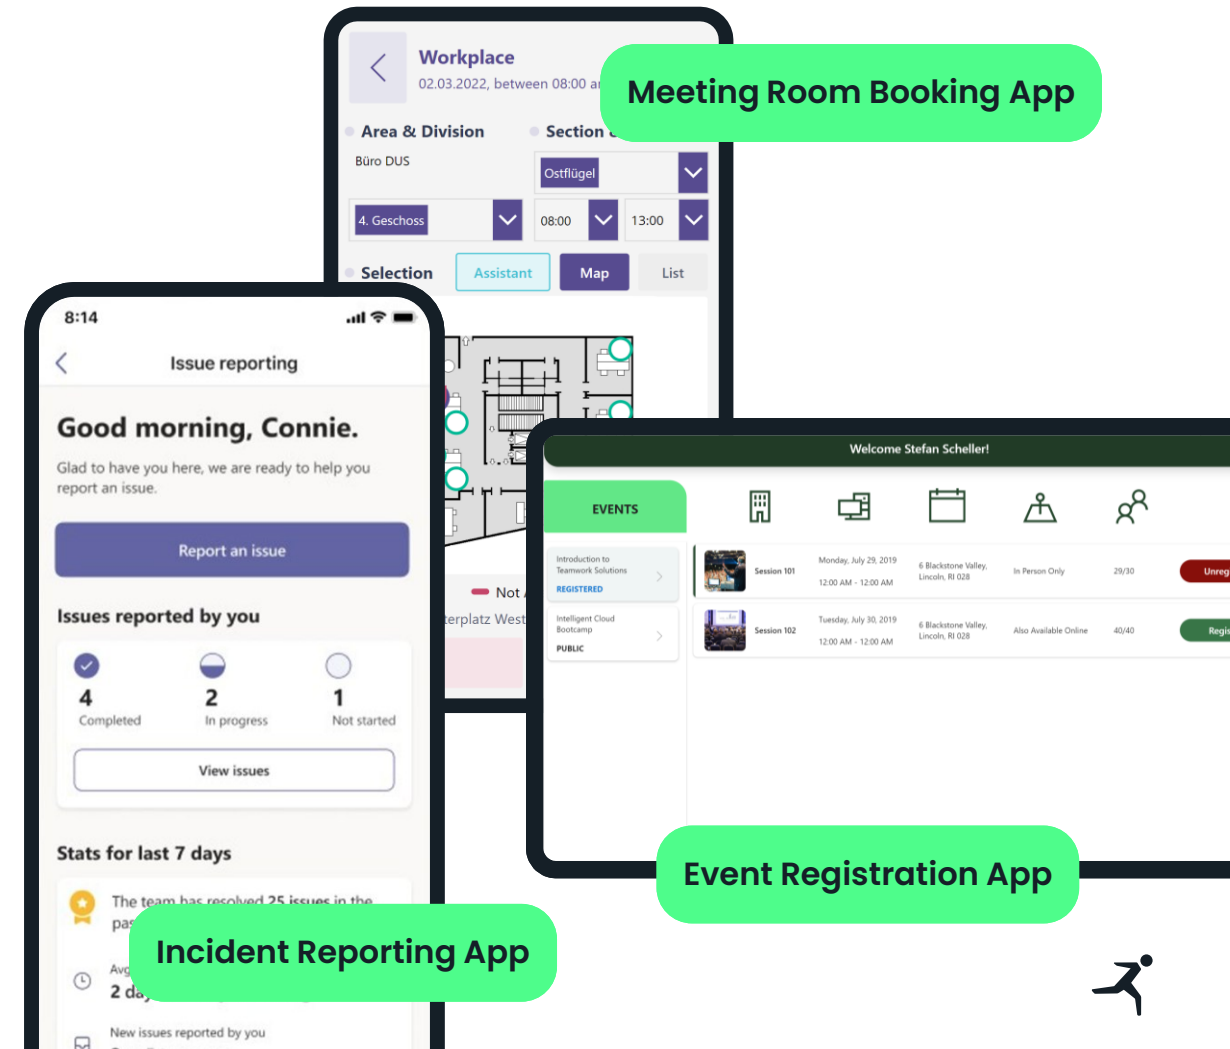 Workplace
02.03.2022, between 08:00
Meeting Room Booking App
Area & Division
Section
Büro DUS
Ostflügel
4. Geschoss
08:00
13:00
Selection
Assistant
Map
List
Not
West
8:14
Issue reporting
Good morning, Connie.
Glad to have you here, we are ready to help you
report an issue.
Report an issue
Issues reported by you
4
2
1
Completed
In progress
Not started
View issues
Stats for last 7 days
The team has resolved 25 issues in the
Incident Reporting App
2
New issues reported by you
Welcome Stefan Scheller!
EVENTS
Introduction to
Teamwork Solutions
REGISTERED
Intelligent Cloud
Bootcamp
PUBLIC
Session 101
Monday, July 29, 2019
12:00 AM - 12:00 AM
6 Blackstone Valley,
Lincoln, RI 028
In Person Only
29/30
Unreg
Session 102
Tuesday, July 30, 2019
12:00 AM - 12:00 AM
6 Blackstone Valley,
Lincoln, RI 028
Also Available Online
40/40
Regis
Event Registration App